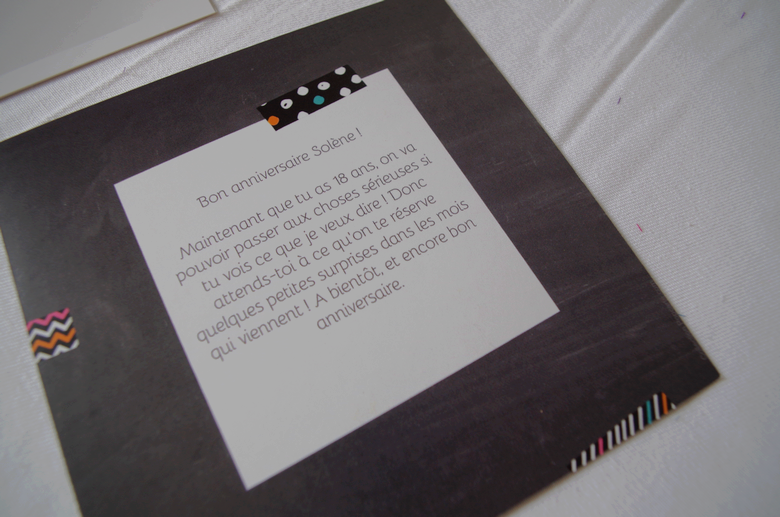 Bon anniversaire Solène !
Maintenant que tu as 18 ans, on va
pouvoir passer aux choses sérieuses si
tu vois ce que je veux dire ! Donc
attends-toi à ce qu'on te réserve
quelques petites surprises dans les mois
qui viennent ! A bientôt, et encore bon
anniversaire.